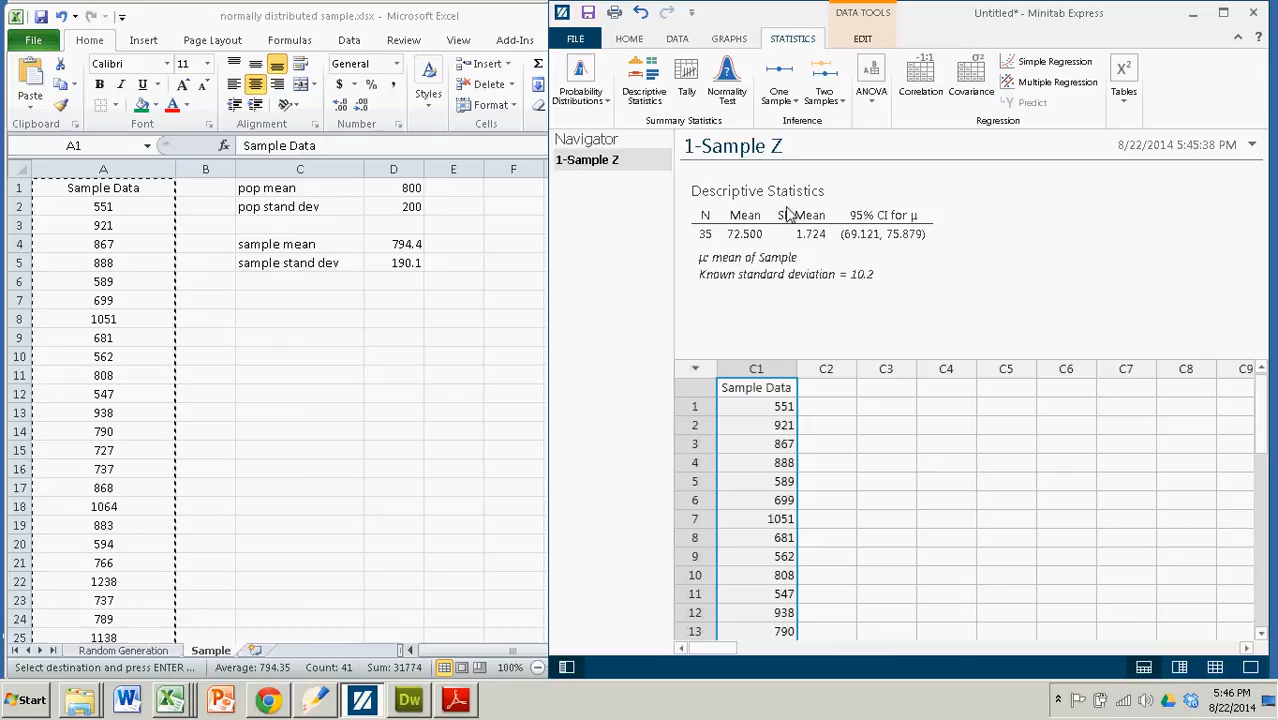 normally distributed sample.xlsx - Microsoft Excel
File Home Insert Page Layout Formulas Data Review View Add-Ins
Paste
Calibri 11
B I U
A A
General
$ % ,
Styles
Insert
Delete
Format
Σ
Clipboard Font Alignment Number Cells
A1 fx Sample Data
A B C D E F
1 Sample Data pop mean 800
2 551 pop stand dev 200
3 921
4 867 sample mean 794.4
5 888 sample stand dev 190.1
6 589
7 699
8 1051
9 681
10 562
11 808
12 547
13 938
14 790
15 727
16 737
17 868
18 1064
19 883
20 594
21 766
22 1238
23 737
24 789
25 1138
Random Generation Sample
Select destination and press ENTER ... Average: 794.35 Count: 41 Sum: 31774 100%
DATA TOOLS
Untitled* - Minitab Express
FILE HOME DATA GRAPHS STATISTICS EDIT
Probability Distributions
Descriptive Statistics
Tally
Normality Test
One Sample
Two Samples
ANOVA
Correlation
Covariance
Simple Regression
Multiple Regression
Predict
Tables
Summary Statistics Inference Regression
Navigator
1-Sample Z
1-Sample Z
8/22/2014 5:45:38 PM
Descriptive Statistics
N Mean Mean 95% CI for μ
35 72.500 1.724 (69.121, 75.879)
μ: mean of Sample
Known standard deviation = 10.2
C1 C2 C3 C4 C5 C6 C7 C8 C9
Sample Data
1 551
2 921
3 867
4 888
5 589
6 699
7 1051
8 681
9 562
10 808
11 547
12 938
13 790
Start
5:46 PM
8/22/2014